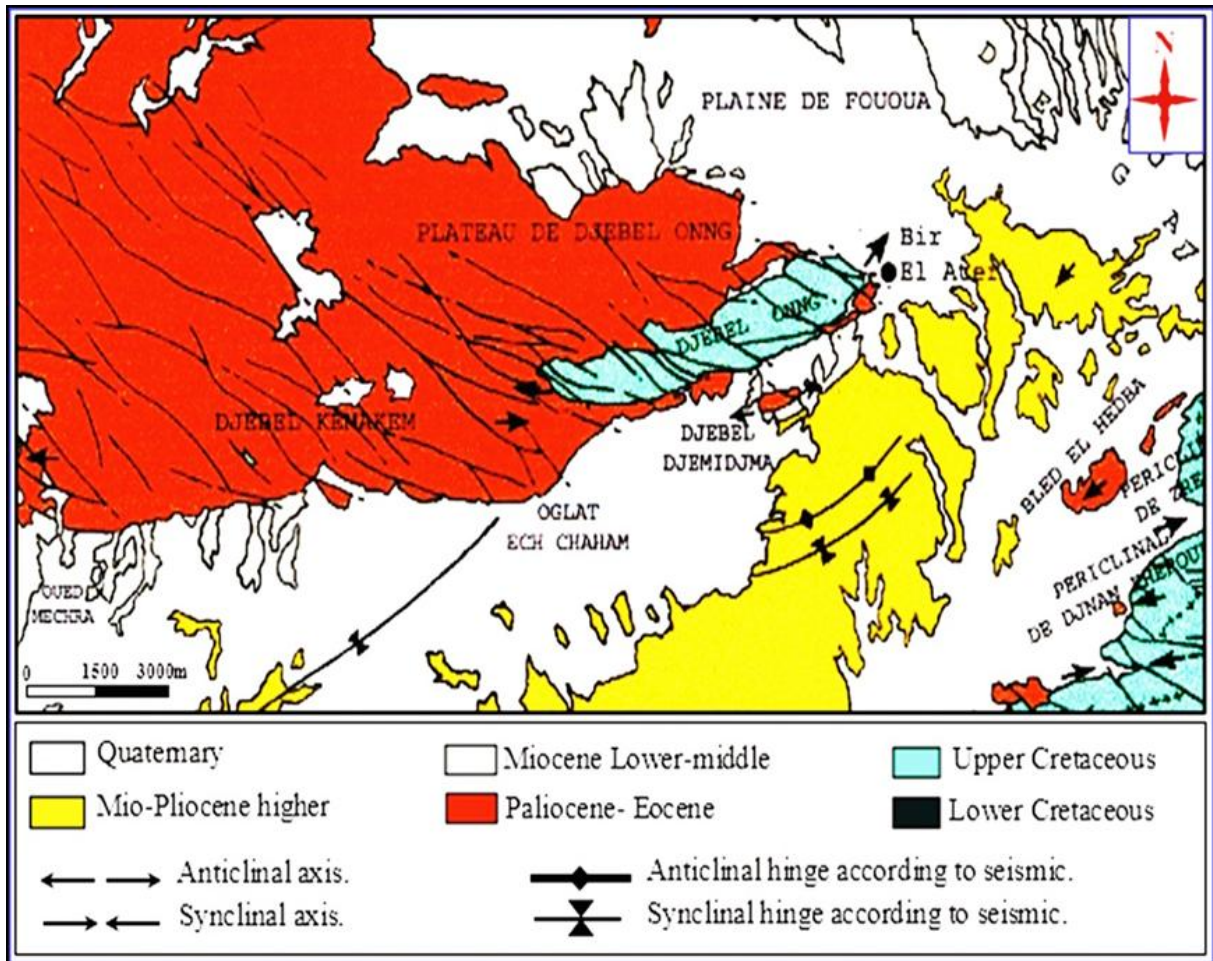 N
D
PLAINE DE FOUOUA
E
G
A
PLATEAU DE DJEBEL ONNG
Bir
El Ater
DJEBEL ONNG
DJEBEL KEMAKEM
DJEBEL
DJEMIDJMA
BLED EL HEDBA
OGLAT
ECH CHAHAM
PERICLINAL
DE DJNAN
OUED
MECHRA
0 1500 3000m
Quaternary
Miocene Lower-middle
Upper Cretaceous
Mio-Pliocene higher
Paliocene- Eocene
Lower Cretaceous
Anticlinal axis.
Anticlinal hinge according to seismic.
Synclinal axis.
Synclinal hinge according to seismic.